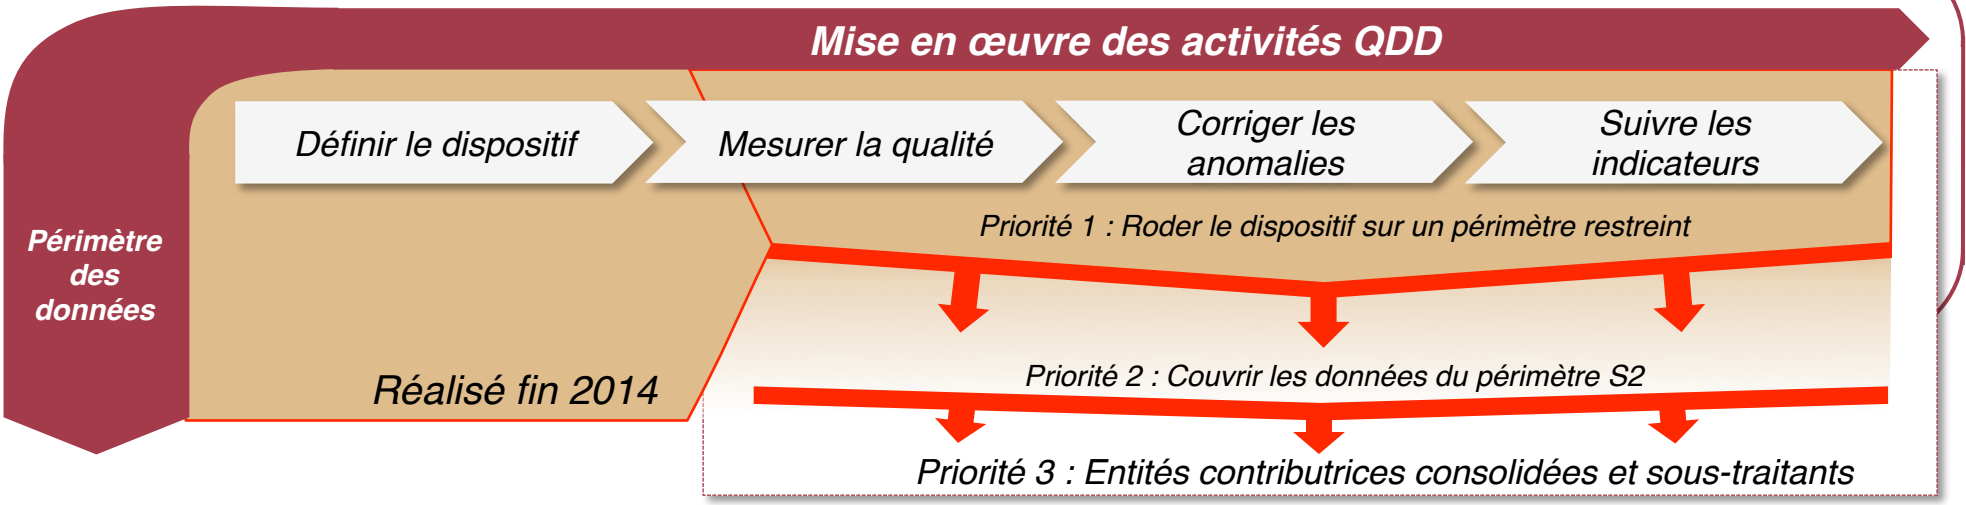 Mise en œuvre des activités QDD
Définir le dispositif
Mesurer la qualité
Corriger les
anomalies
Suivre les
indicateurs
Périmètre
des
données
Priorité 1 : Roder le dispositif sur un périmètre restreint
Réalisé fin 2014
Priorité 2 : Couvrir les données du périmètre S2
Priorité 3 : Entités contributrices consolidées et sous-traitants